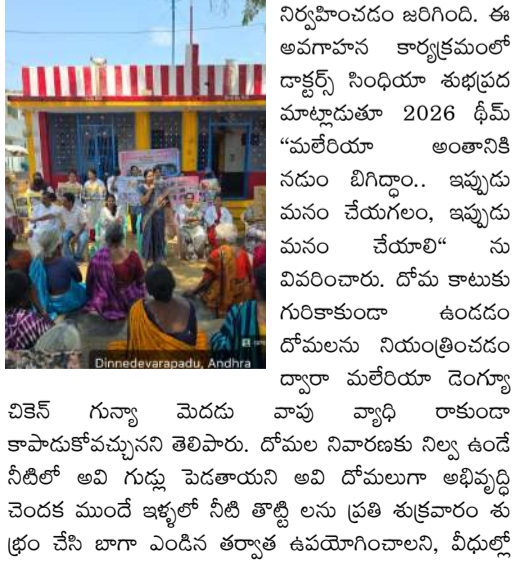 నిర్వహించడం జరిగింది. ఈ
అవగాహన కార్యక్రమంలో
డాక్టర్స్ సింధియా శుభప్రద
మాట్లాడుతూ 2026 థీమ్
“మలేరియా అంతానికి
నడుం బిగిద్దాం.. ఇప్పుడు
మనం చేయగలం, ఇప్పుడు
మనం చేయాలి“ ను
వివరించారు. దోమ కాటుకు
గురికాకుండా ఉండడం
దోమలను నియంత్రించడం
ద్వారా మలేరియా డెంగ్యూ
Dinnedevarapadu, Andhra
చికెన్ గున్యా మెదడు వాపు వ్యాధి రాకుండా
కాపాడుకోవచ్చునని తెలిపారు. దోమల నివారణకు నిల్వ ఉండే
నీటిలో అవి గుడ్లు పెడతాయని అవి దోమలుగా అభివృద్ధి
చెందక ముందే ఇళ్ళలో నీటి తొట్టి లను ప్రతి శుక్రవారం శు
భ్రం చేసి బాగా ఎండిన తర్వాత ఉపయోగించాలని, వీధుల్లో